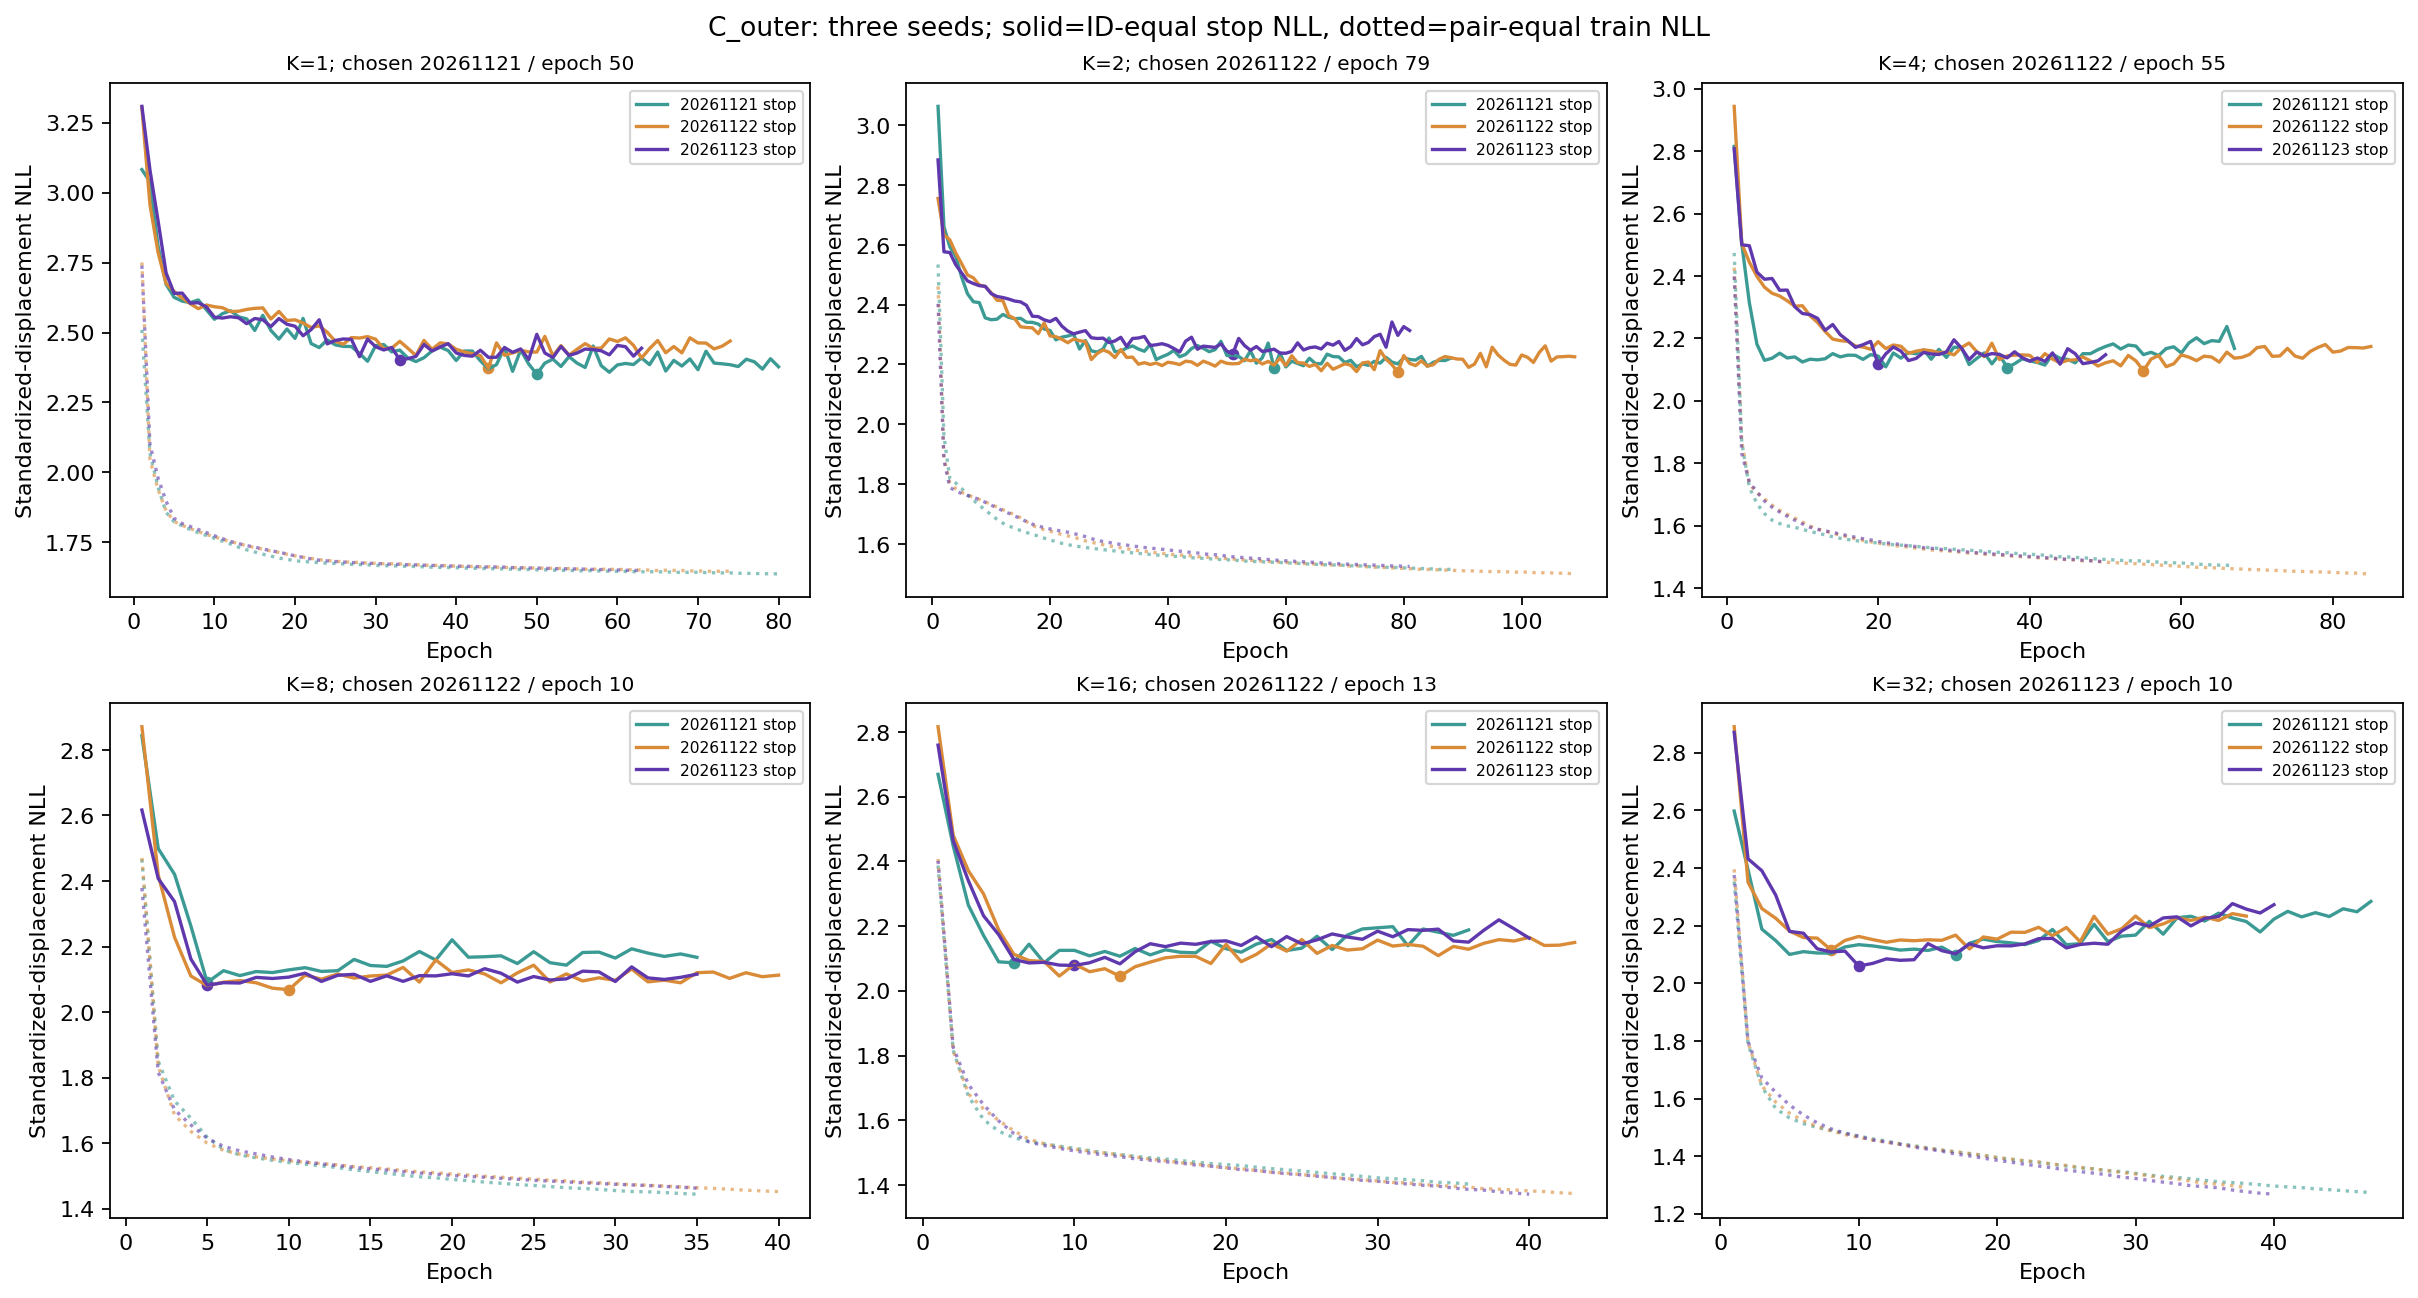 C_outer: three seeds; solid=ID-equal stop NLL, dotted=pair-equal train NLL
K=1; chosen 20261121 / epoch 50
20261121 stop
20261122 stop
20261123 stop
Standardized-displacement NLL
3.25
3.00
2.75
2.50
2.25
2.00
1.75
0 10 20 30 40 50 60 70 80
Epoch
K=2; chosen 20261122 / epoch 79
20261121 stop
20261122 stop
20261123 stop
Standardized-displacement NLL
3.0
2.8
2.6
2.4
2.2
2.0
1.8
1.6
0 20 40 60 80 100
Epoch
K=4; chosen 20261122 / epoch 55
20261121 stop
20261122 stop
20261123 stop
Standardized-displacement NLL
3.0
2.8
2.6
2.4
2.2
2.0
1.8
1.6
1.4
0 20 40 60 80
Epoch
K=8; chosen 20261122 / epoch 10
20261121 stop
20261122 stop
20261123 stop
Standardized-displacement NLL
2.8
2.6
2.4
2.2
2.0
1.8
1.6
1.4
0 5 10 15 20 25 30 35 40
Epoch
K=16; chosen 20261122 / epoch 13
20261121 stop
20261122 stop
20261123 stop
Standardized-displacement NLL
2.8
2.6
2.4
2.2
2.0
1.8
1.6
1.4
0 10 20 30 40
Epoch
K=32; chosen 20261123 / epoch 10
20261121 stop
20261122 stop
20261123 stop
Standardized-displacement NLL
2.8
2.6
2.4
2.2
2.0
1.8
1.6
1.4
1.2
0 10 20 30 40
Epoch